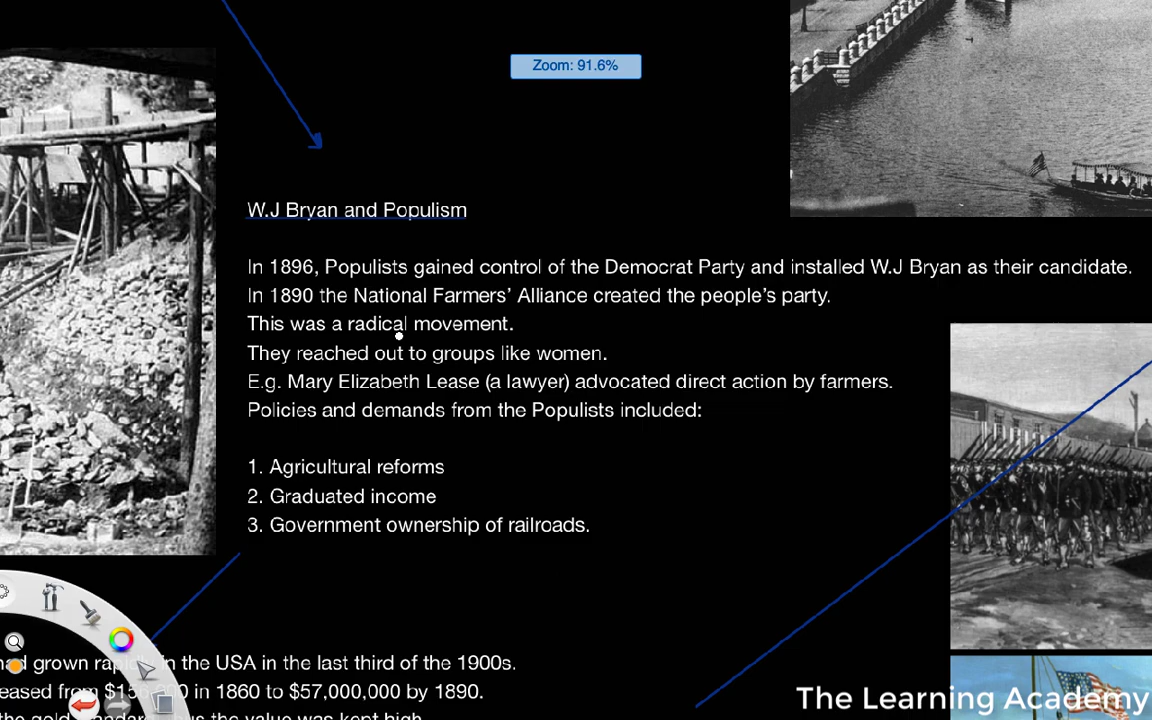 Zoom: 91.6%
W.J Bryan and Populism
In 1896, Populists gained control of the Democrat Party and installed W.J Bryan as their candidate.
In 1890 the National Farmers' Alliance created the people's party.
This was a radical movement.
They reached out to groups like women.
E.g. Mary Elizabeth Lease (a lawyer) advocated direct action by farmers.
Policies and demands from the Populists included:
1. Agricultural reforms
2. Graduated income
3. Government ownership of railroads.
grown in the USA in the last third of the 1900s.
from in 1860 to $57,000,000 by 1890.
the gold the value was kept high
The Learning Academy